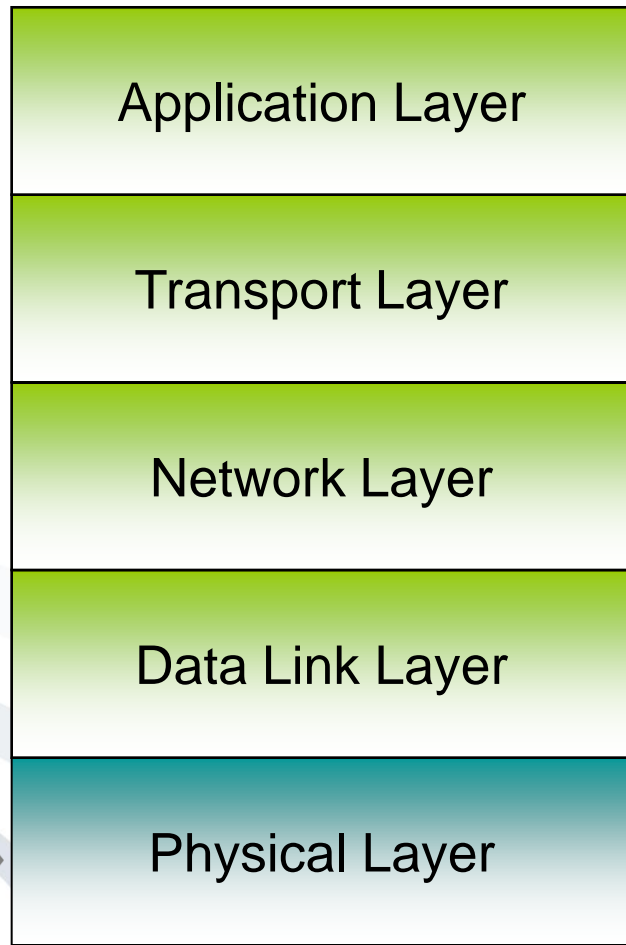 Application Layer
Transport Layer
Network Layer
Data Link Layer
Physical Layer